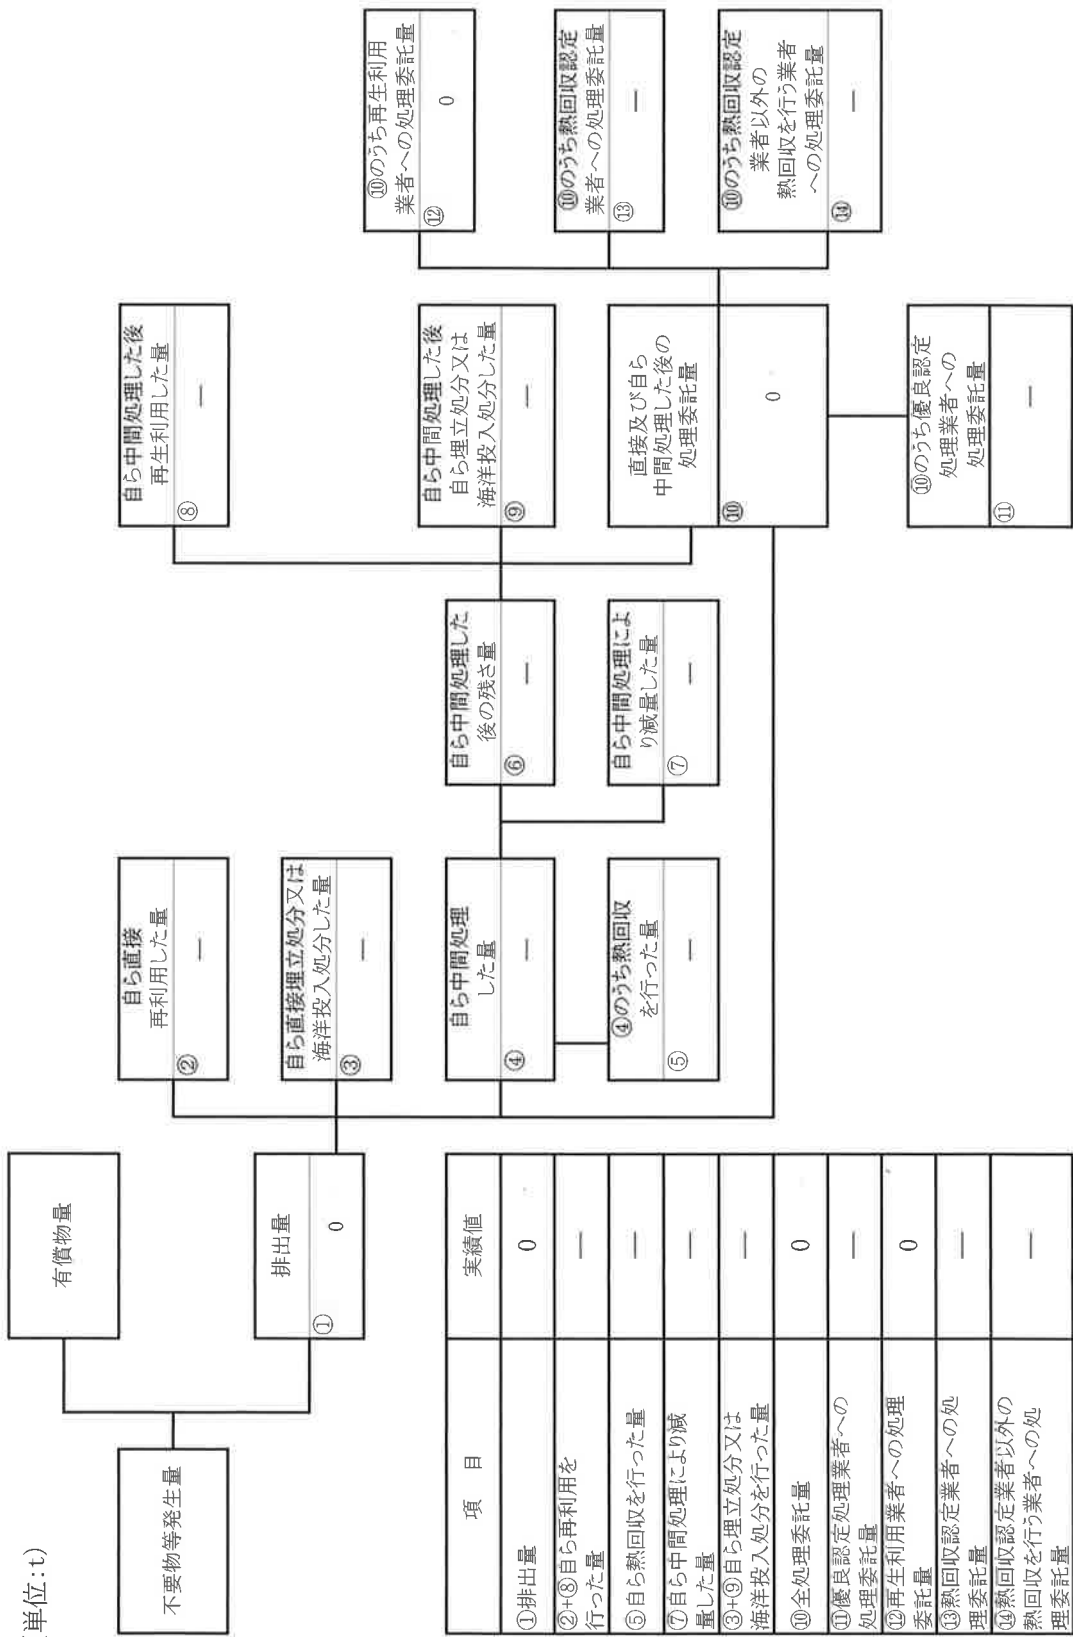 単位:t)
不要物等発生量
有償物量
排出量
①
0
自ら直接
再利用した量
②
―
自ら直接埋立処分又は
海洋投入処分した量
③
―
自ら中間処理
した量
④
―
④のうち熱回収
を行った量
⑤
―
自ら中間処理した
後の残さ量
⑥
―
自ら中間処理によ
り減量した量
⑦
―
自ら中間処理した後
再生利用した量
⑧
―
自ら中間処理した後
自ら埋立処分又は
海洋投入処分した量
⑨
―
直接及び自ら
中間処理した後の
処理委託量
⑩
0
⑩のうち優良認定
処理業者への
処理委託量
⑪
―
⑩のうち再生利用
業者への処理委託量
⑫
0
⑩のうち熱回収認定
業者への処理委託量
⑬
―
⑩のうち熱回収認定
業者以外の
熱回収を行う業者
への処理委託量
⑭
―
項　目 実績値
①排出量 0
②+⑧自ら再利用を
行った量 ―
⑤自ら熱回収を行った量 ―
⑦自ら中間処理により減
量した量 ―
③+⑨自ら埋立処分又は
海洋投入処分を行った量 ―
⑩全処理委託量 0
⑪優良認定処理業者への
処理委託量 ―
⑫再生利用業者への処理
委託量 0
⑬熱回収認定業者への処
理委託量 ―
⑭熱回収認定業者以外の
熱回収を行う業者への処
理委託量 ―